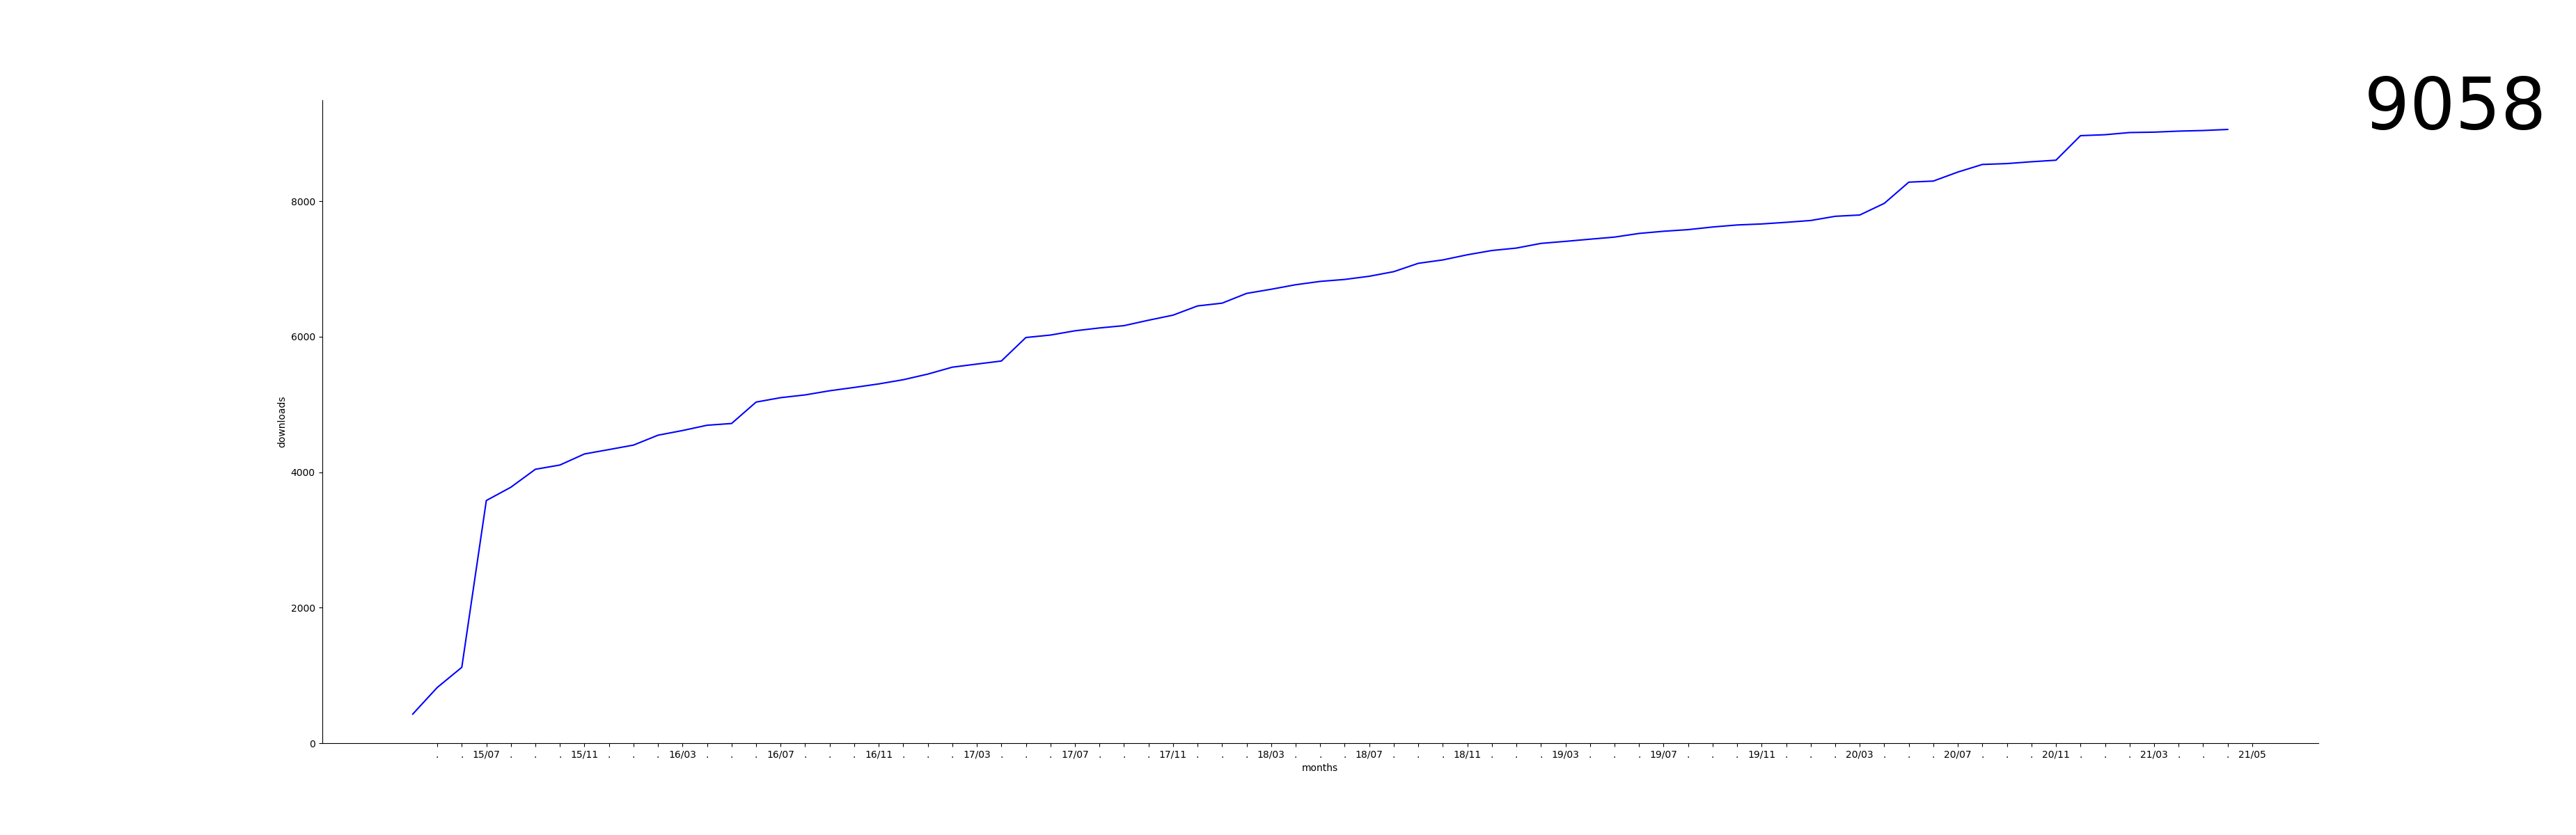 9058
8000
6000
4000
2000
0
downloads
. . 15/07 . . . 15/11 . . . 16/03 . . . 16/07 . . . 16/11 . . . 17/03 . . . 17/07 . . . 17/11 . . . 18/03 . . . 18/07 . . . 18/11 . . . 19/03 . . . 19/07 . . . 19/11 . . . 20/03 . . . 20/07 . . . 20/11 . . . 21/03 . . . 21/05
months